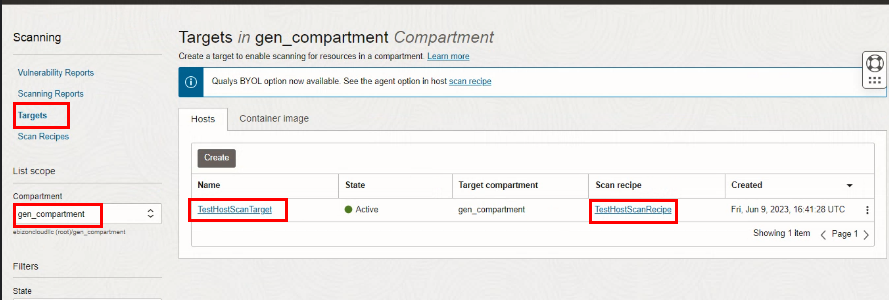 Scanning
Vulnerability Reports
Scanning Reports
Targets
Scan Recipes
List scope
Compartment
gen_compartment
ebizoncloudllc (root)/gen_compartment
Filters
State
Targets in gen_compartment Compartment
Create a target to enable scanning for resources in a compartment. Learn more
Qualys BYOL option now available. See the agent option in host scan recipe
Hosts Container image
Create
Name State Target compartment Scan recipe Created
TestHostScanTarget Active gen_compartment TestHostScanRecipe Fri, Jun 9, 2023, 16:41:28 UTC
Showing 1 item Page 1